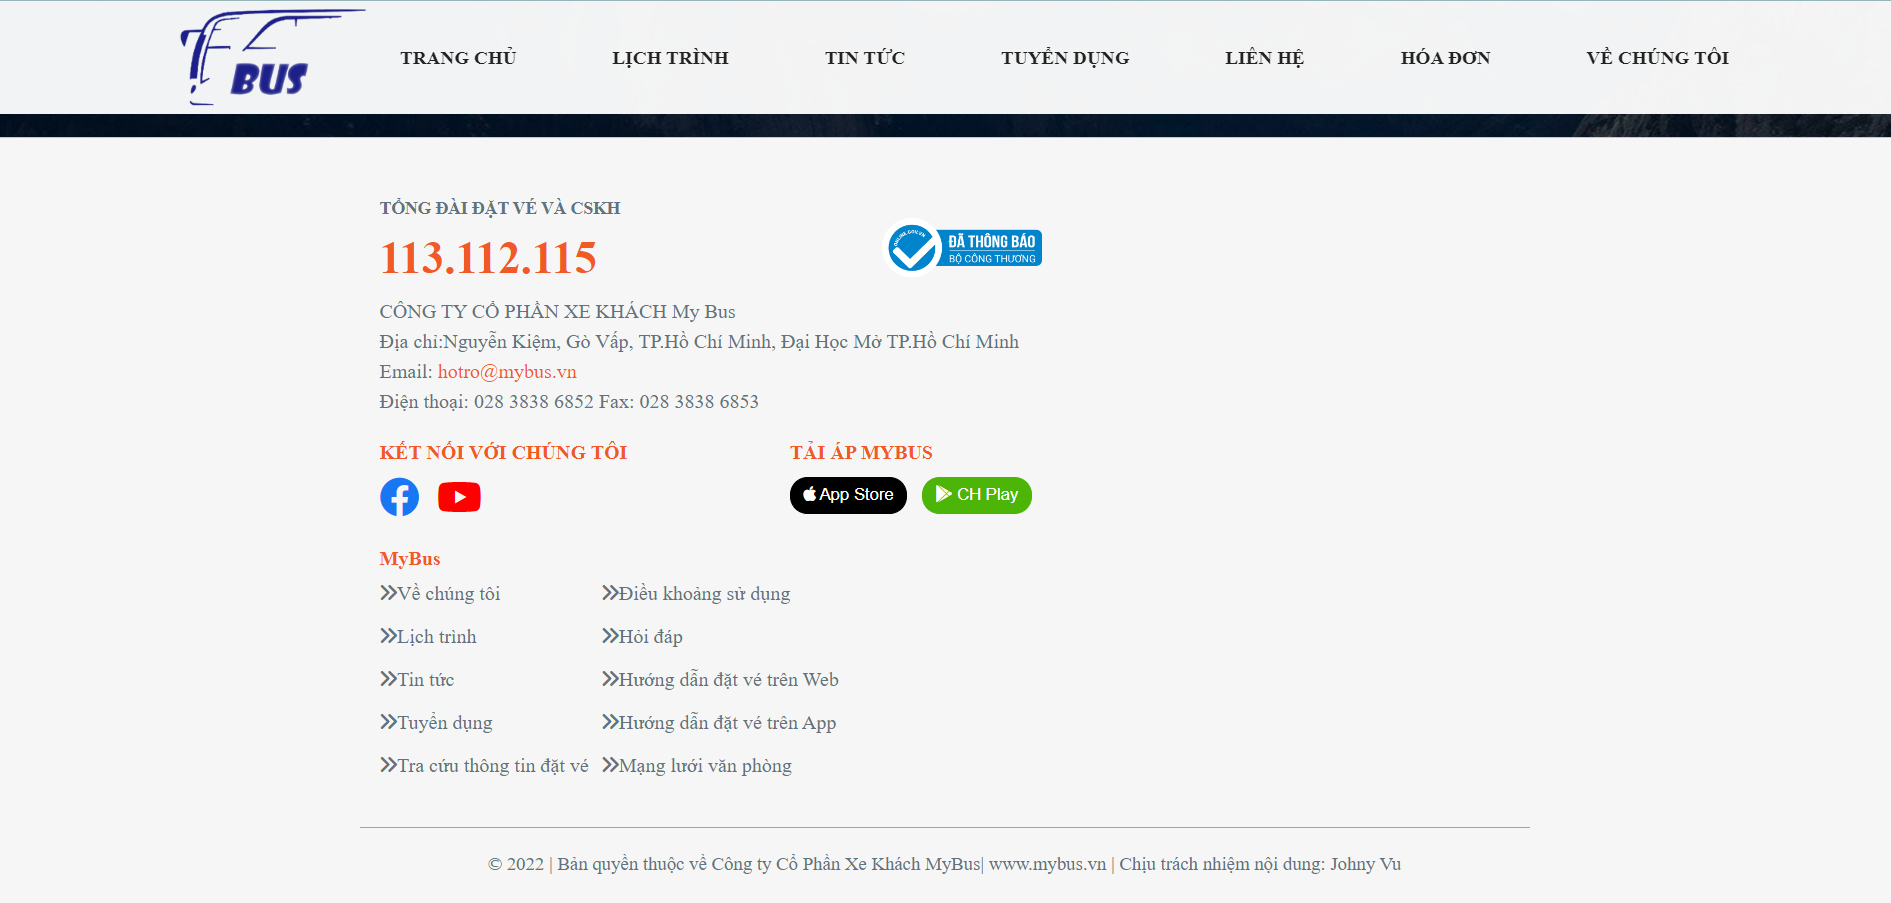 BUS
TRANG CHỦ
LỊCH TRÌNH
TIN TỨC
TUYỂN DỤNG
LIÊN HỆ
HÓA ĐƠN
VỀ CHÚNG TÔI
TỔNG ĐÀI ĐẶT VÉ VÀ CSKH
113.112.115
ONLINE.GOV.VN
ĐÃ THÔNG BÁO
BỘ CÔNG THƯƠNG
CÔNG TY CỔ PHẦN XE KHÁCH My Bus
Địa chỉ:Nguyễn Kiệm, Gò Vấp, TP.Hồ Chí Minh, Đại Học Mở TP.Hồ Chí Minh
Email: hotro@mybus.vn
Điện thoại: 028 3838 6852 Fax: 028 3838 6853
KẾT NỐI VỚI CHÚNG TÔI
TẢI ÁP MYBUS
App Store
CH Play
MyBus
Về chúng tôi
Điều khoảng sử dụng
Lịch trình
Hỏi đáp
Tin tức
Hướng dẫn đặt vé trên Web
Tuyển dụng
Hướng dẫn đặt vé trên App
Tra cứu thông tin đặt vé
Mạng lưới văn phòng
© 2022 | Bản quyền thuộc về Công ty Cổ Phần Xe Khách MyBus| www.mybus.vn | Chịu trách nhiệm nội dung: Johny Vu